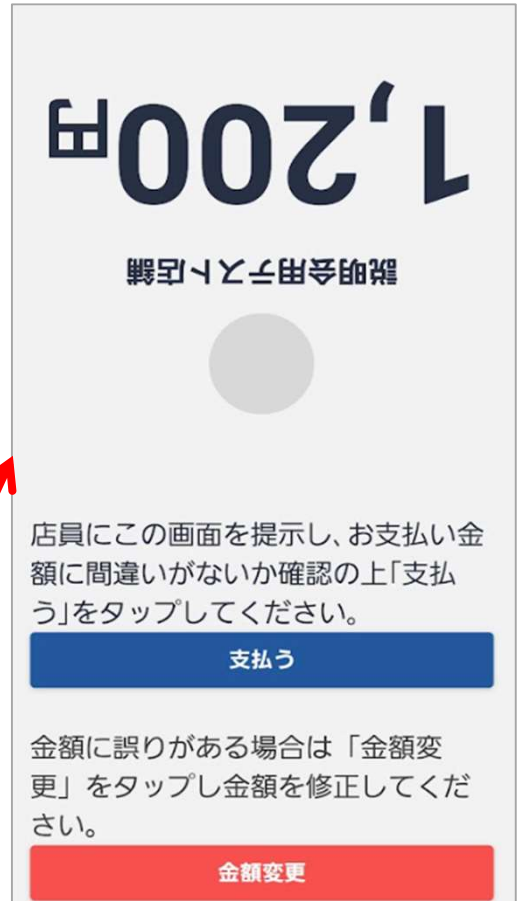 1,200円
説明会用テスト店舗
店員にこの画面を提示し、お支払い金
額に間違いがないか確認の上「支払
う」をタップしてください。
支払う
金額に誤りがある場合は「金額変
更」をタップし金額を修正してくだ
さい。
金額変更